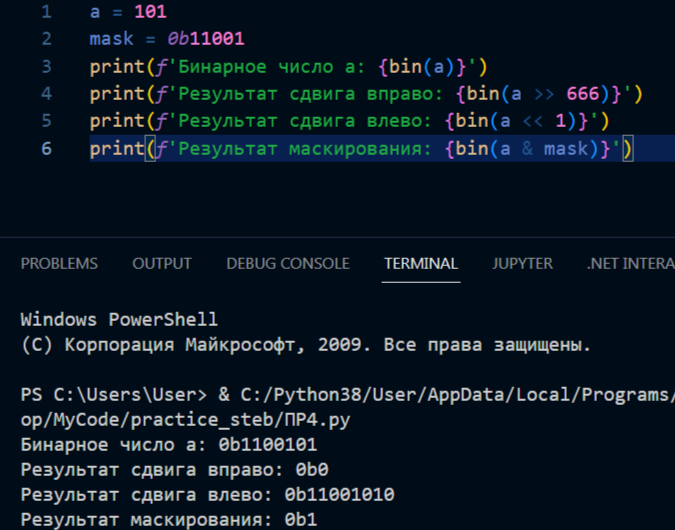 1 a = 101
2 mask = 0b11001
3 print(f'Бинарное число a: {bin(a)}')
4 print(f'Результат сдвига вправо: {bin(a >> 666)}')
5 print(f'Результат сдвига влево: {bin(a << 1)}')
6 print(f'Результат маскирования: {bin(a & mask)}')
PROBLEMS OUTPUT DEBUG CONSOLE TERMINAL JUPYTER .NET INTERA
Windows PowerShell
(C) Корпорация Майкрософт, 2009. Все права защищены.
PS C:\Users\User> & C:/Python38/User/AppData/Local/Programs/
op/MyCode/practice_steb/ПР4.py
Бинарное число a: 0b1100101
Результат сдвига вправо: 0b0
Результат сдвига влево: 0b11001010
Результат маскирования: 0b1